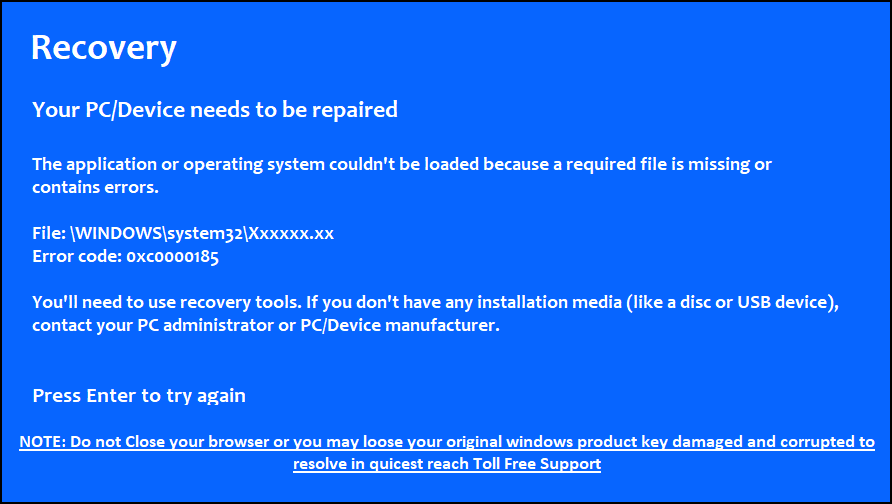 Recovery
Your PC/Device needs to be repaired
The application or operating system couldn't be loaded because a required file is missing or
contains errors.
File: \WINDOWS\system32\Xxxxxx.xx
Error code: 0xc0000185
You'll need to use recovery tools. If you don't have any installation media (like a disc or USB device),
contact your PC administrator or PC/Device manufacturer.
Press Enter to try again
NOTE: Do not Close your browser or you may loose your original windows product key damaged and corrupted to
resolve in quicest reach Toll Free Support